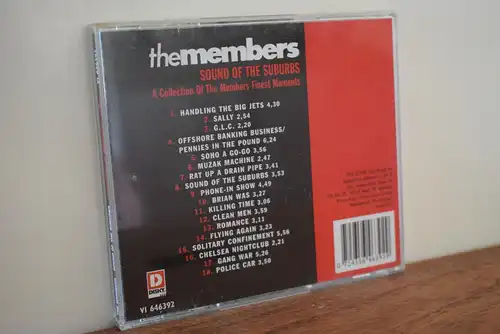 themembers
SOUND OF THE SUBURBS
A Collection Of The Members Finest Moments
1. HANDLING THE BIG JETS 4,30
2. SALLY 2,54
3. G.L.C. 2,20
4. OFFSHORE BANKING BUSINESS/
PENNIES IN THE POUND 6,24
5. SOHO A GO-GO 3,56
6. MUZAK MACHINE 2,47
7. RAT UP A DRAIN PIPE 3,41
8. SOUND OF THE SUBURBS 3,53
9. PHONE-IN SHOW 4,49
10. BRIAN WAS 3,27
11. KILLING TIME 3,06
12. CLEAN MEN 3,59
13. ROMANCE 3,11
14. FLYING AGAIN 3,23
15. SOLITARY CONFINEMENT 5,56
16. CHELSEA NIGHTCLUB 2,21
17. GANG WAR 5,26
18. POLICE CAR 3,50
D
DISKY
VI 646392